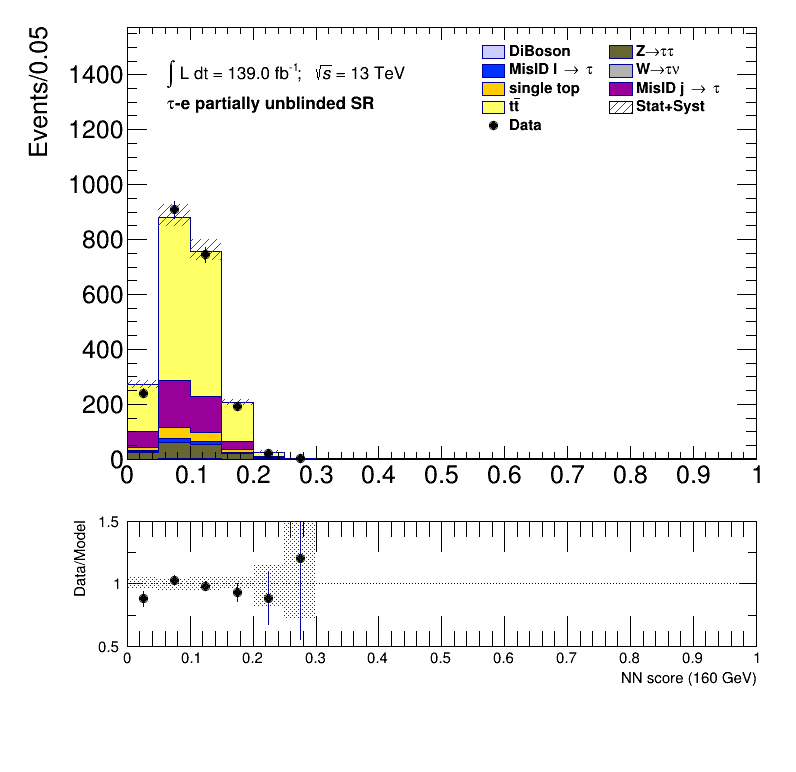 Events/0.05
1400
1200
1000
800
600
400
200
0
∫ L dt = 139.0 fb⁻¹; √s = 13 TeV
τ-e partially unblinded SR
DiBoson
MisID l → τ
single top
tt̄
Data
Z→ττ
W→τν
MisID j → τ
Stat+Syst
0 0.1 0.2 0.3 0.4 0.5 0.6 0.7 0.8 0.9 1
Data/Model
1.5
1
0.5
0 0.1 0.2 0.3 0.4 0.5 0.6 0.7 0.8 0.9 1
NN score (160 GeV)